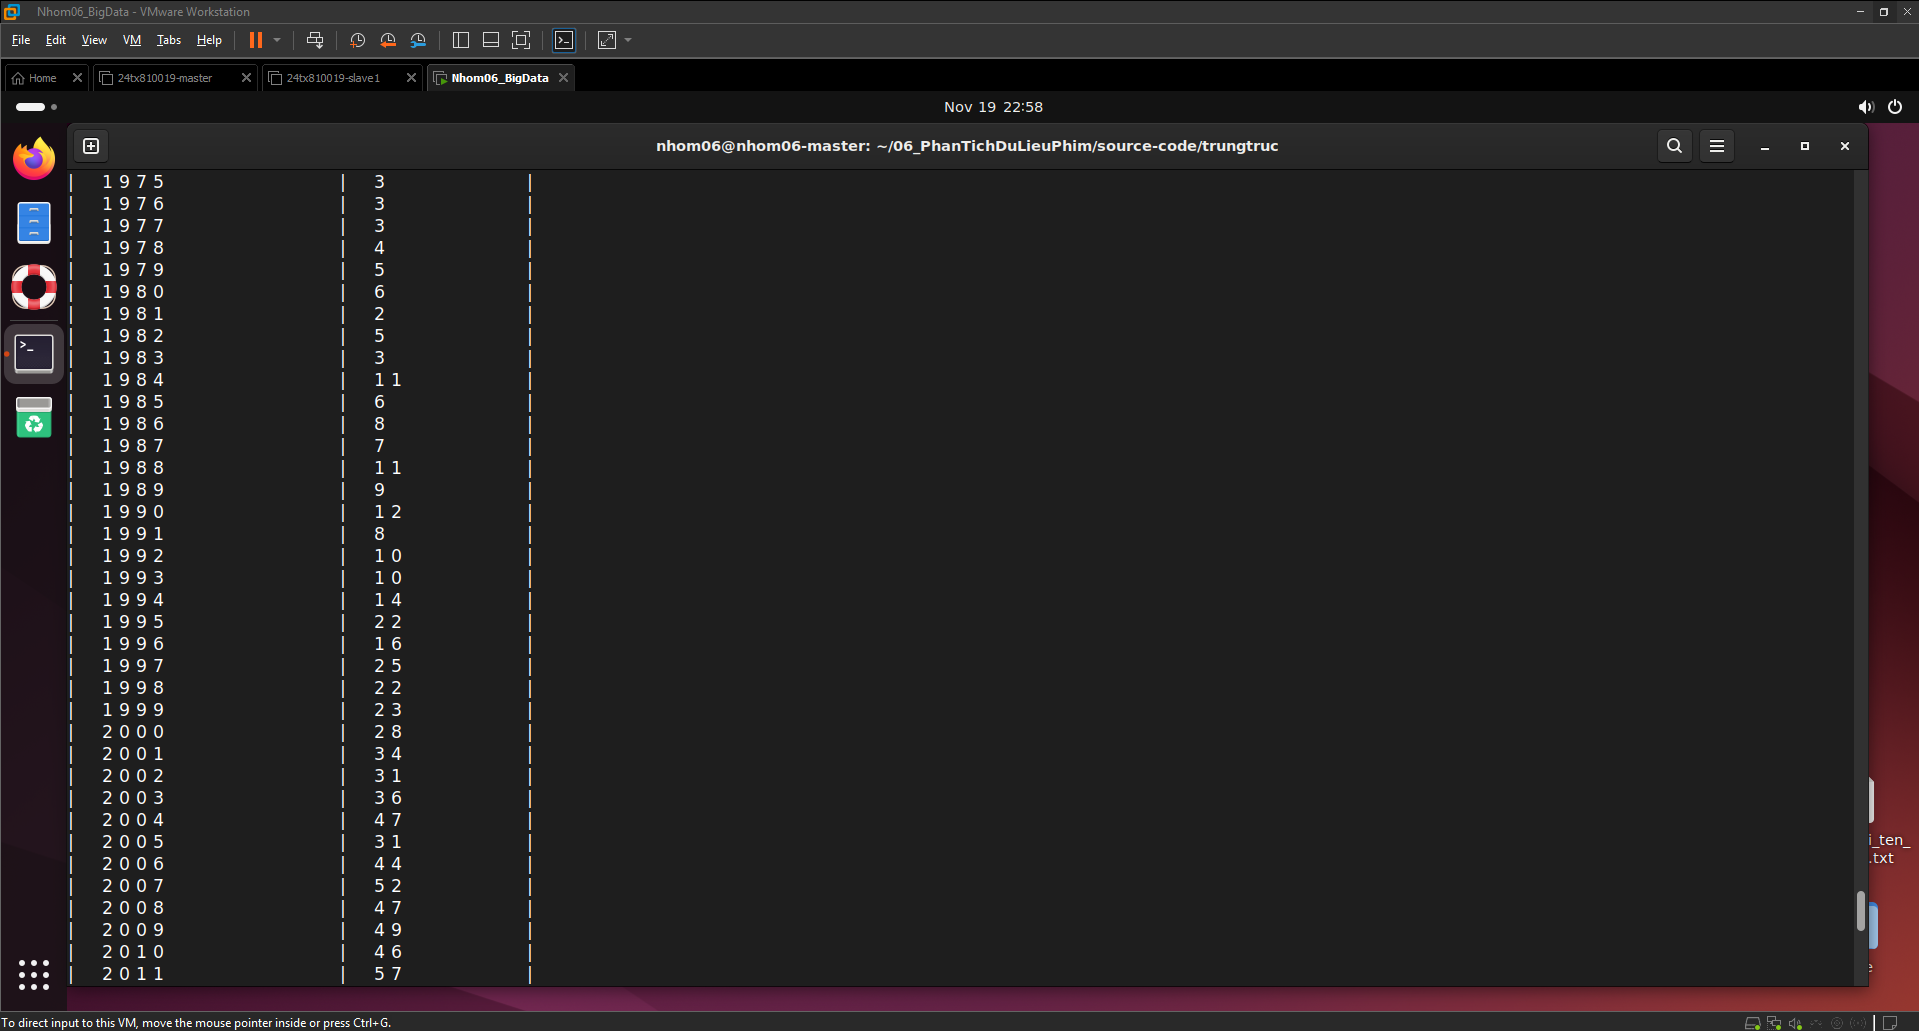 Nhom06_BigData - VMware Workstation
File Edit View VM Tabs Help
Home 24tx810019-master 24tx810019-slave1 Nhom06_BigData
Nov 19 22:58
nhom06@nhom06-master: ~/06_PhanTichDuLieuPhim/source-code/trungtruc
| 1975 | 3 |
| 1976 | 3 |
| 1977 | 3 |
| 1978 | 4 |
| 1979 | 5 |
| 1980 | 6 |
| 1981 | 2 |
| 1982 | 5 |
| 1983 | 3 |
| 1984 | 11 |
| 1985 | 6 |
| 1986 | 8 |
| 1987 | 7 |
| 1988 | 11 |
| 1989 | 9 |
| 1990 | 12 |
| 1991 | 8 |
| 1992 | 10 |
| 1993 | 10 |
| 1994 | 14 |
| 1995 | 22 |
| 1996 | 16 |
| 1997 | 25 |
| 1998 | 22 |
| 1999 | 23 |
| 2000 | 28 |
| 2001 | 34 |
| 2002 | 31 |
| 2003 | 36 |
| 2004 | 47 |
| 2005 | 31 |
| 2006 | 44 |
| 2007 | 52 |
| 2008 | 47 |
| 2009 | 49 |
| 2010 | 46 |
| 2011 | 57 |
i_ten_
.txt
e
To direct input to this VM, move the mouse pointer inside or press Ctrl+G.